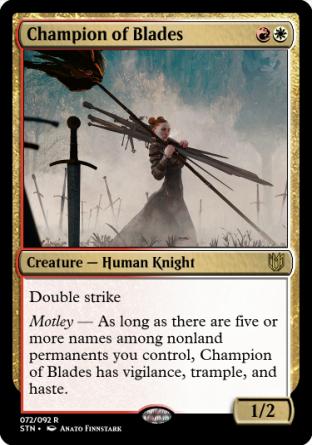 Champion of Blades
Creature — Human Knight
Double strike
Motley — As long as there are five or
more names among nonland
permanents you control, Champion
of Blades has vigilance, trample, and
haste.
1/2
072/092 R
STN • Anato Finnstark